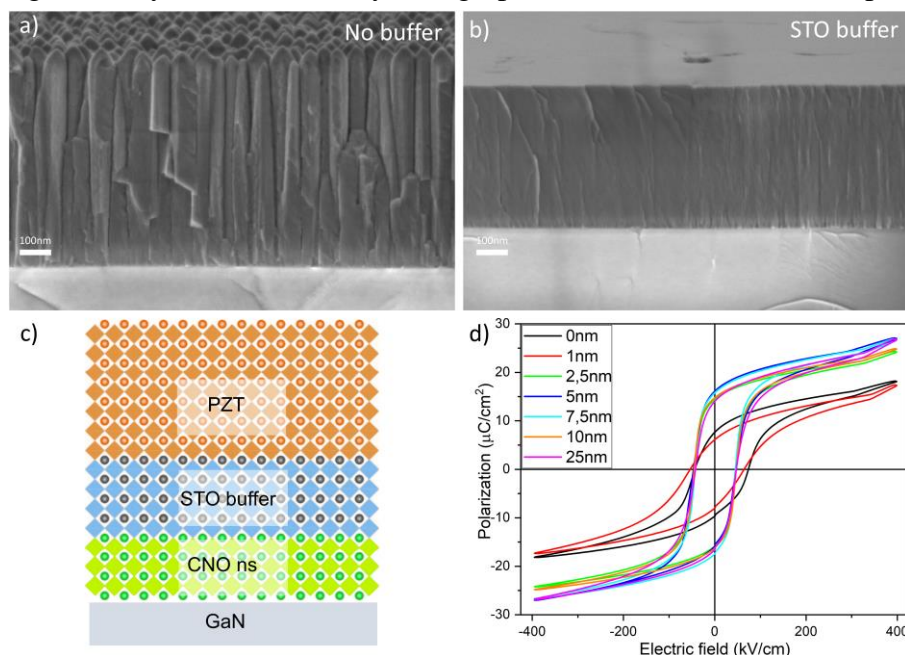 a)
No buffer
100nm
b)
STO buffer
100nm
c)
PZT
STO buffer
CNO ns
GaN
d)
30
20
10
0
-10
-20
-30
Polarization (μC/cm²)
0nm
1nm
2,5nm
5nm
7,5nm
10nm
25nm
-400
-200
0
200
400
Electric field (kV/cm)